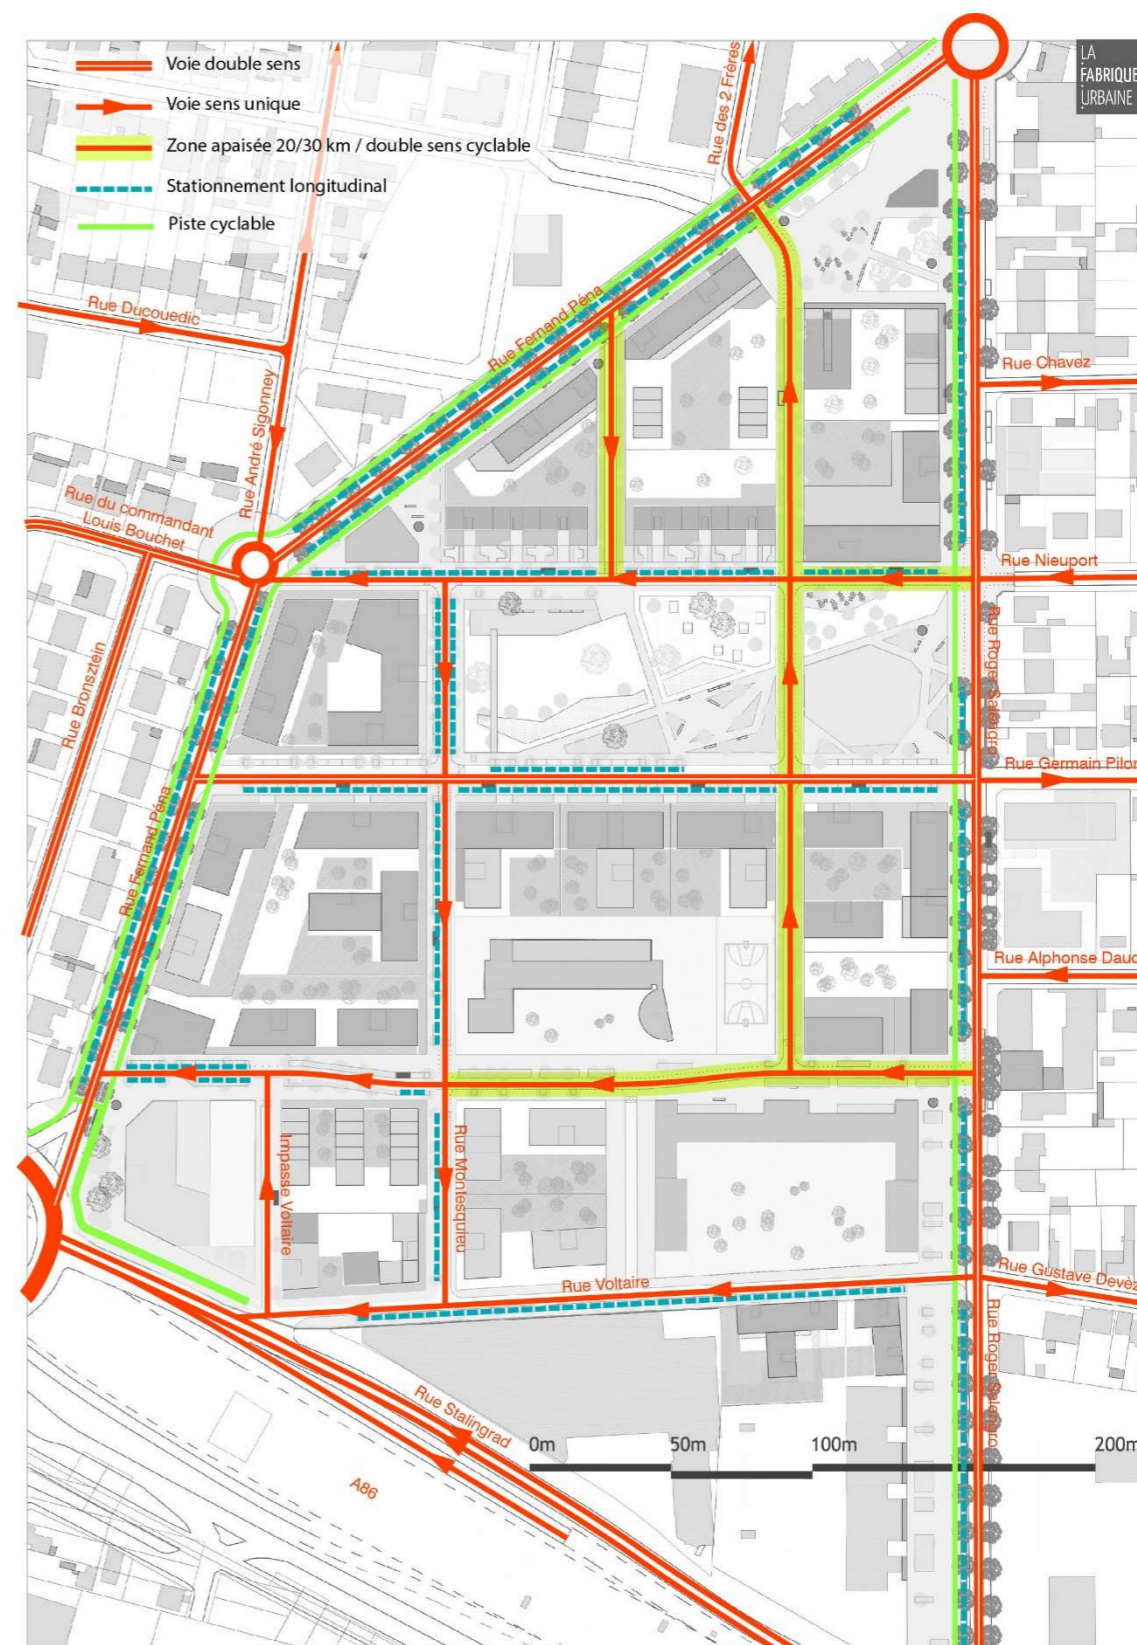 Voie double sens
Voie sens unique
Zone apaisée 20/30 km / double sens cyclable
Stationnement longitudinal
Piste cyclable
LA
FABRIQUE
URBAINE
Rue des 2 Frères
Rue Ducouedic
Rue Fernand Péna
Rue Chavez
Rue André Sigonney
Rue du commandant
Louis Bouchet
Rue Nieuport
Rue Bronsztein
Rue Roger Salengro
Rue Germain Pilon
Rue Fernand Péna
Rue Alphonse Daud
Impasse Voltaire
Rue Montesquieu
Rue Voltaire
Rue Gustave Devèz
Rue Roger Salengro
Rue Stalingrad
A86
0m
50m
100m
200m